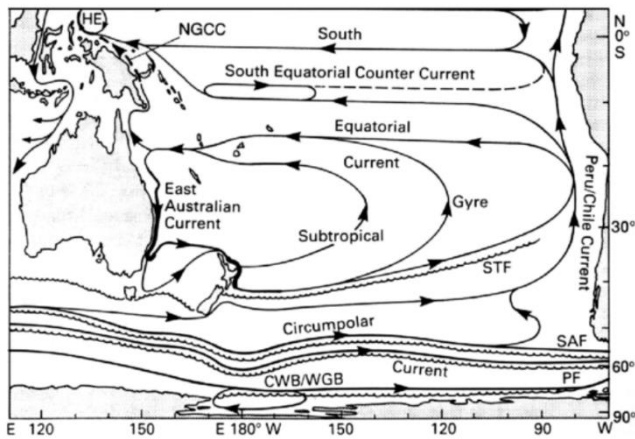 HE
N
0°
S
NGCC
South
South Equatorial Counter Current
Equatorial
Current
East
Australian
Current
Gyre
Subtropical
Peru/Chile Current
30°
STF
Circumpolar
SAF
Current
PF
CWB/WGB
60°
90°
E 120 150 E 180° W 150 120 90 W